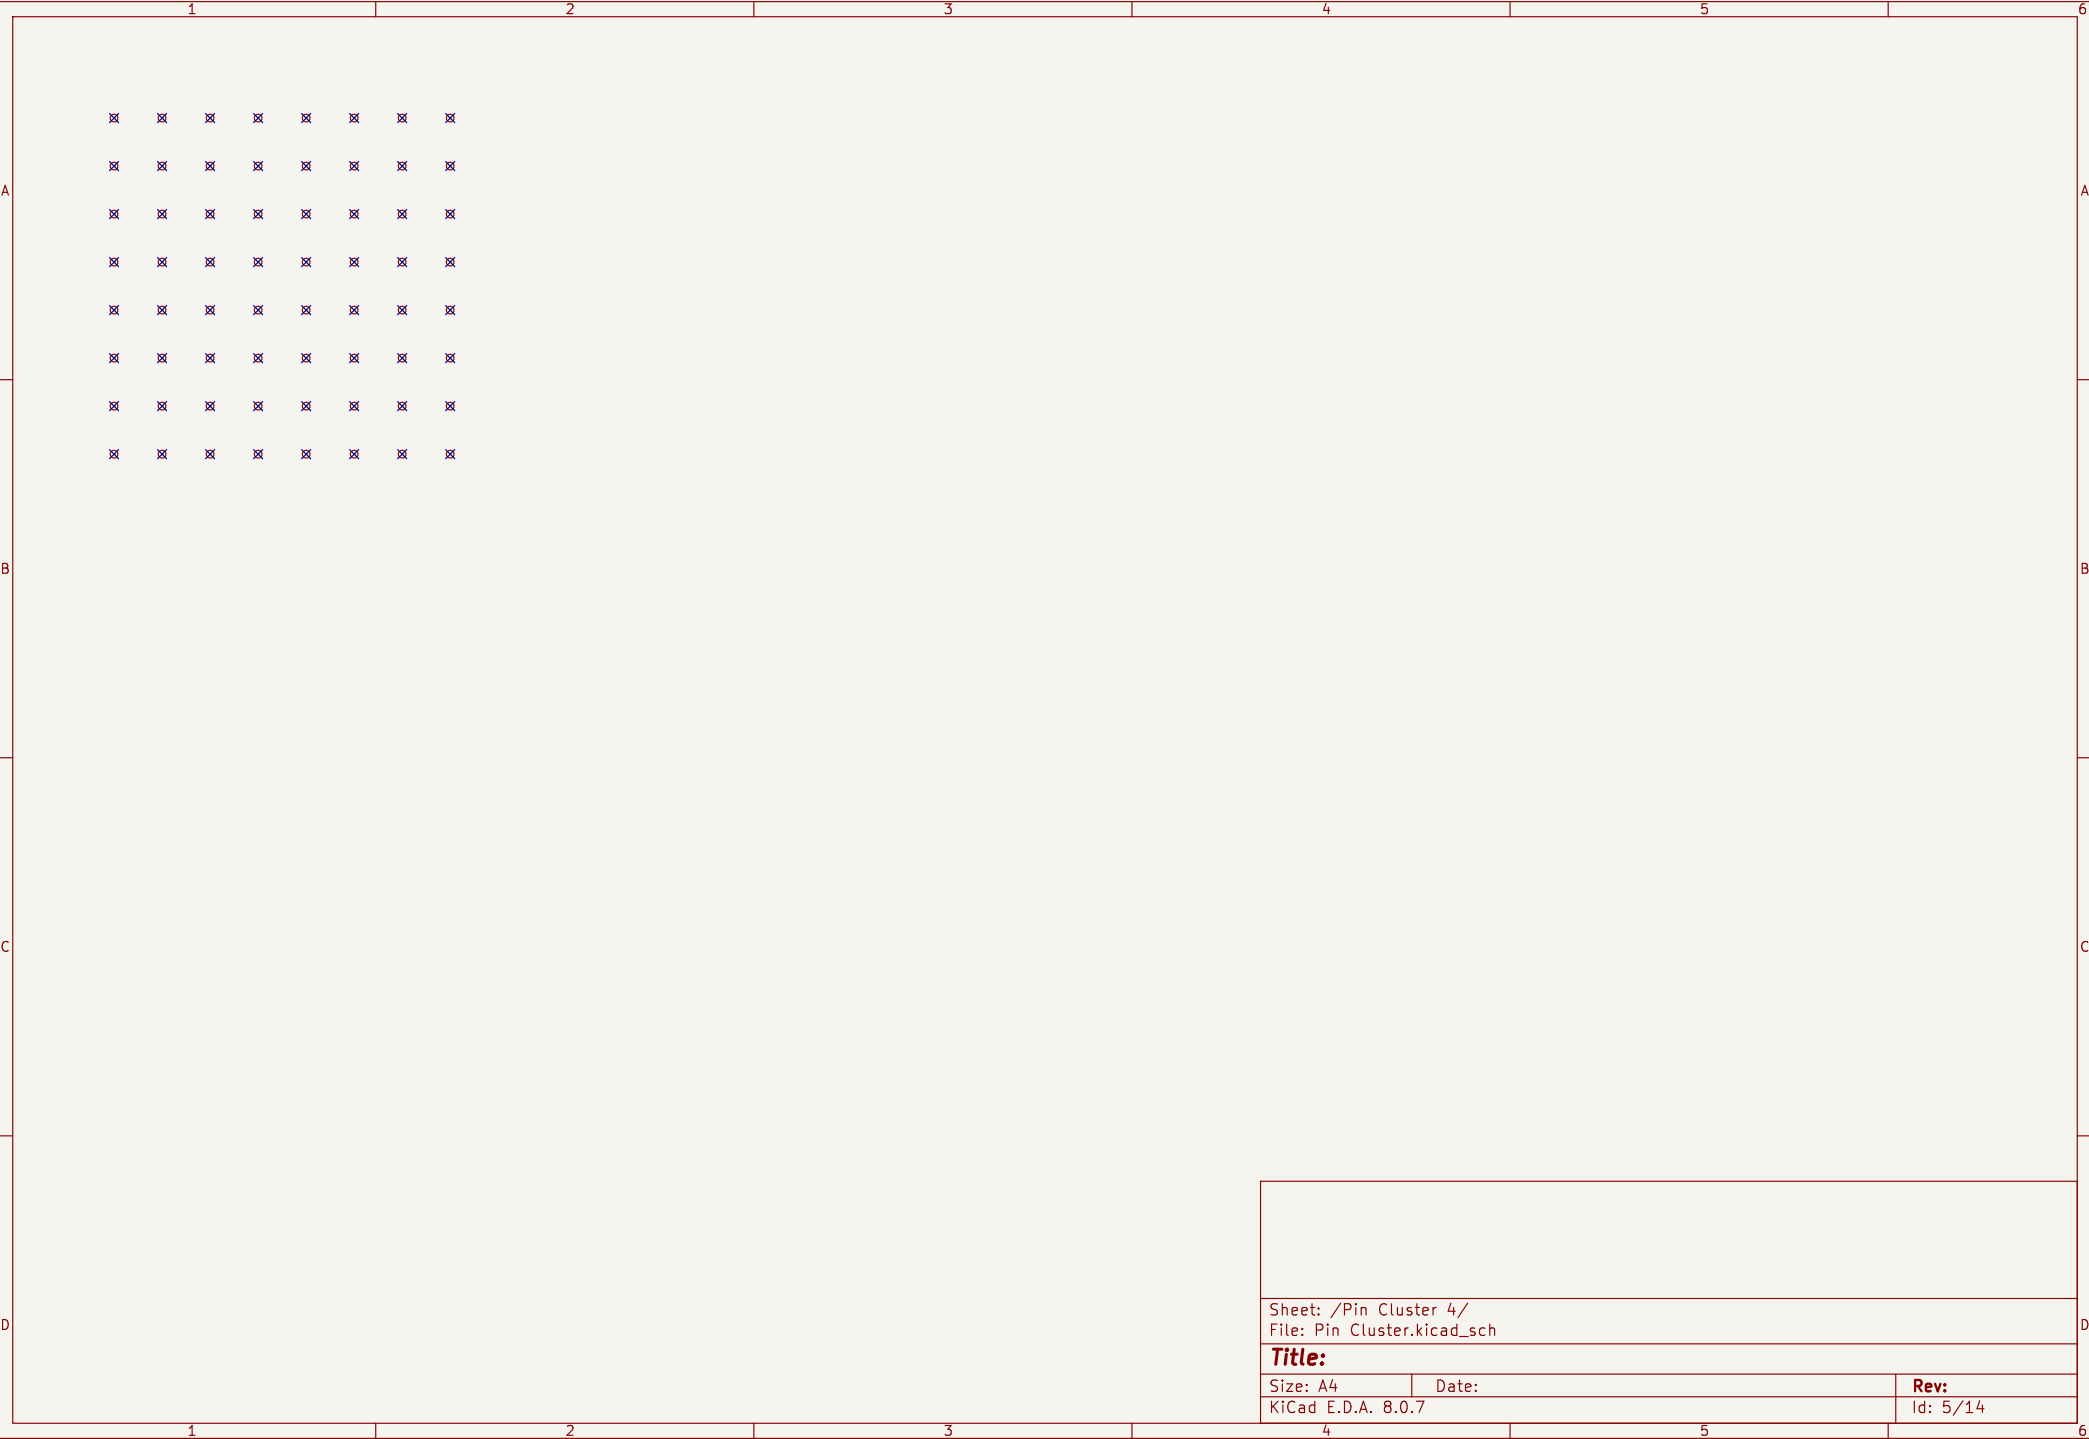 1 2 3 4 5 6
A A
B B
C C
D D
Sheet: /Pin Cluster 4/
File: Pin Cluster.kicad_sch
Title:
Size: A4 Date: Rev:
KiCad E.D.A. 8.0.7 Id: 5/14
1 2 3 4 5 6